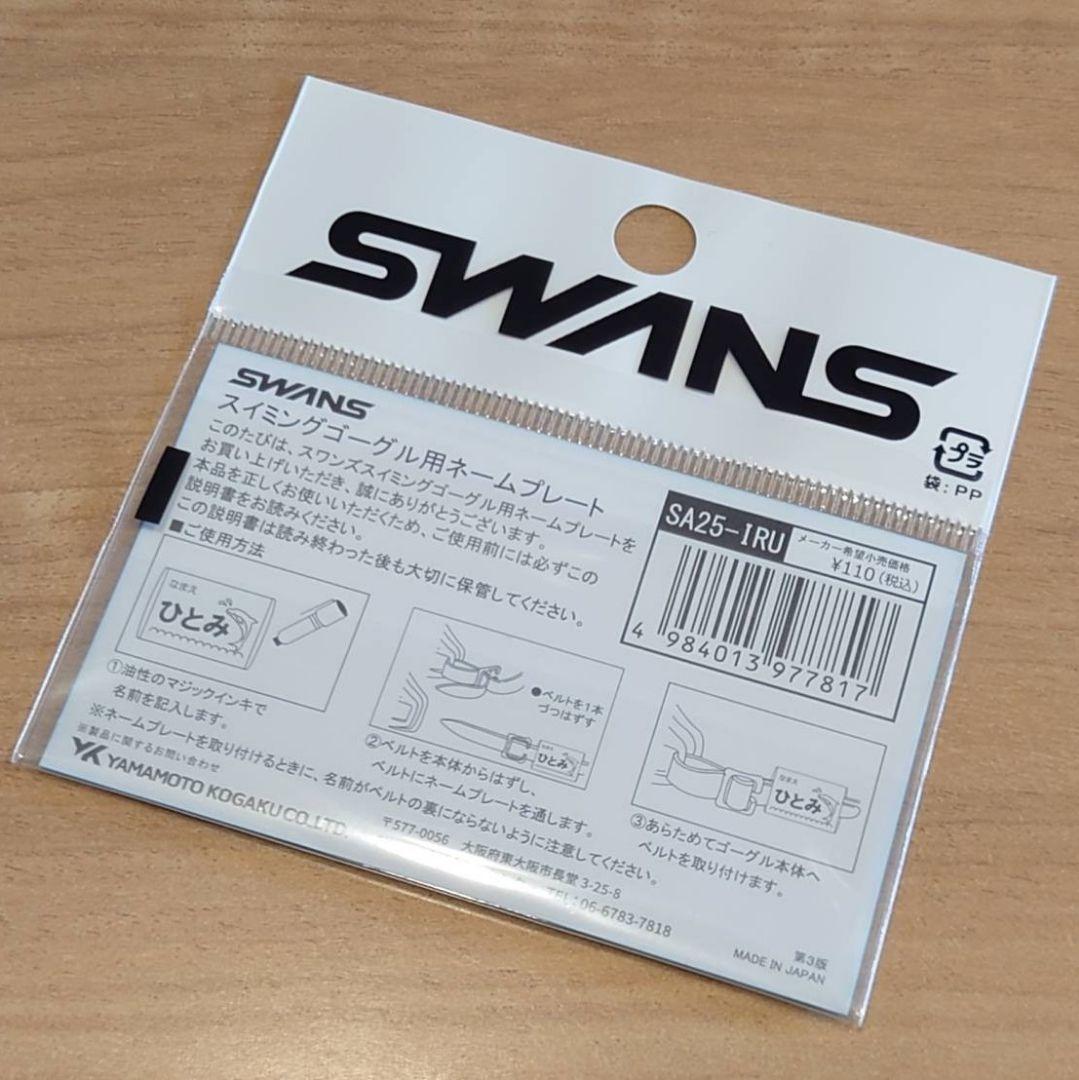 SWANS
プラ
袋：PP
SWANS
スイミングゴーグル用ネームプレート
このたびは、スワンズスイミングゴーグル用ネームプレートを
お買い上げいただき、誠にありがとうございます。
本品を正しくお使いいただくため、ご使用前には必ずこの
説明書をお読みください。
この説明書は読み終わった後も大切に保管してください。
SA25-IRU
メーカー希望小売価格
¥110（税込）
4 984013 977817
■ご使用方法
なまえ
ひとみ
①油性のマジックインキで
名前を記入します。
●ベルトを1本
づつはずす
なまえ
ひとみ
②ベルトを本体からはずし、
ベルトにネームプレートを通します。
なまえ
ひとみ
③あらためてゴーグル本体へ
ベルトを取り付けます。
※ネームプレートを取り付けるときに、名前がベルトの裏にならないように注意してください。
※製品に関するお問い合わせ
YAMAMOTO KOGAKU CO.,LTD.
〒577-0056 大阪府東大阪市長堂3-25-8
TEL：06-6783-7818
第3版
MADE IN JAPAN